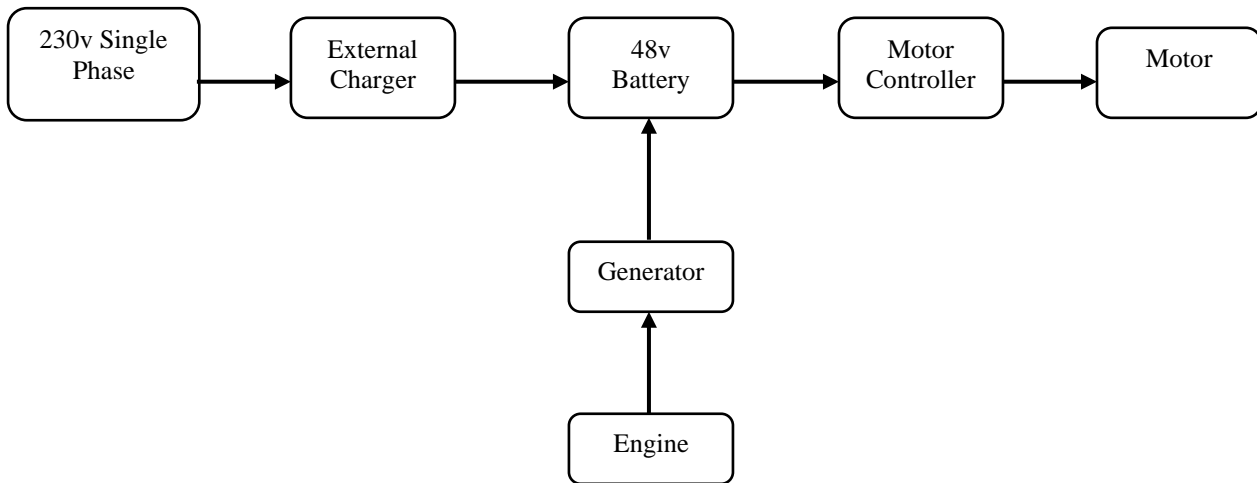 230v Single
Phase
External
Charger
48v
Battery
Motor
Controller
Motor
Generator
Engine